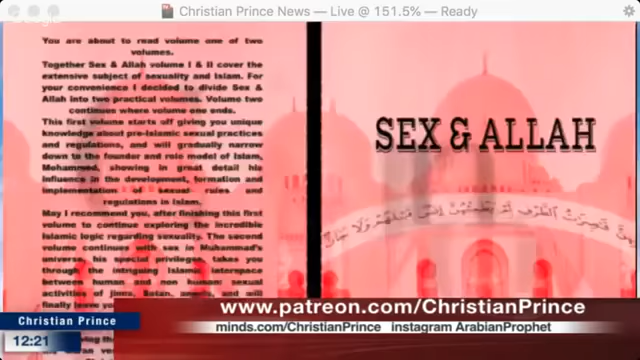 Christian Prince News — Live @ 151.5% — Ready
You are about to read volume one of two
volumes.
Together Sex & Allah volume I & II cover the
extensive subject of sexuality and Islam. For
your convenience I decided to divide Sex &
Allah into two practical volumes. Volume two
continues where volume one ends.
This first volume starts off giving you unique
knowledge about pre-Islamic sexual practices
and regulations, and will gradually narrow
down to the founder and role model of Islam,
Mohammed, showing in great detail his
influence in the development, formation and
implementation of sexual rules and
regulations in Islam.
May I recommend you, after finishing this first
volume to continue exploring the incredible
Islamic logic regarding sexuality. The second
volume continues with sex in Muhammad's
universe, his special privileges, takes you
through the intriguing Islamic interspace
between human and non human: sexual
activities of jinns, Satan, angels, and will
finally leave yo
SEX & ALLAH
www.patreon.com/ChristianPrince
minds.com/ChristianPrince instagram ArabianProphet
Christian Prince
12:21